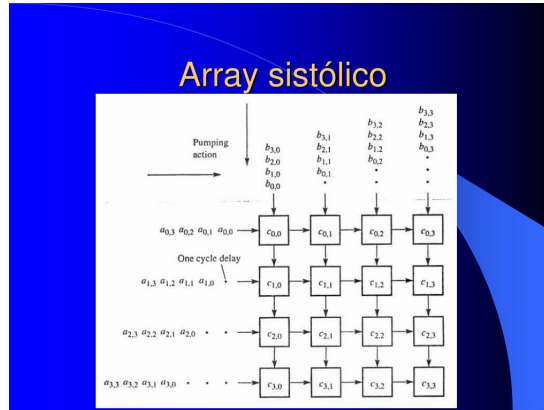 Array sistólico
b3,3
b3,2 b2,3
b3,1 b2,2 b1,3
Pumping b3,0 b2,1 b1,2 b0,3
action b2,0 b1,1 b0,2 •
b1,0 b0,1 • •
b0,0 • • •
a0,3 a0,2 a0,1 a0,0 c0,0 c0,1 c0,2 c0,3
One cycle delay
a1,3 a1,2 a1,1 a1,0 • c1,0 c1,1 c1,2 c1,3
a2,3 a2,2 a2,1 a2,0 • • c2,0 c2,1 c2,2 c2,3
a3,3 a3,2 a3,1 a3,0 • • • c3,0 c3,1 c3,2 c3,3